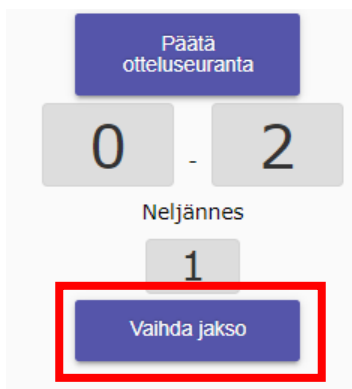 Päätä
otteluseuranta
0 - 2
Neljännes
1
Vaihda jakso